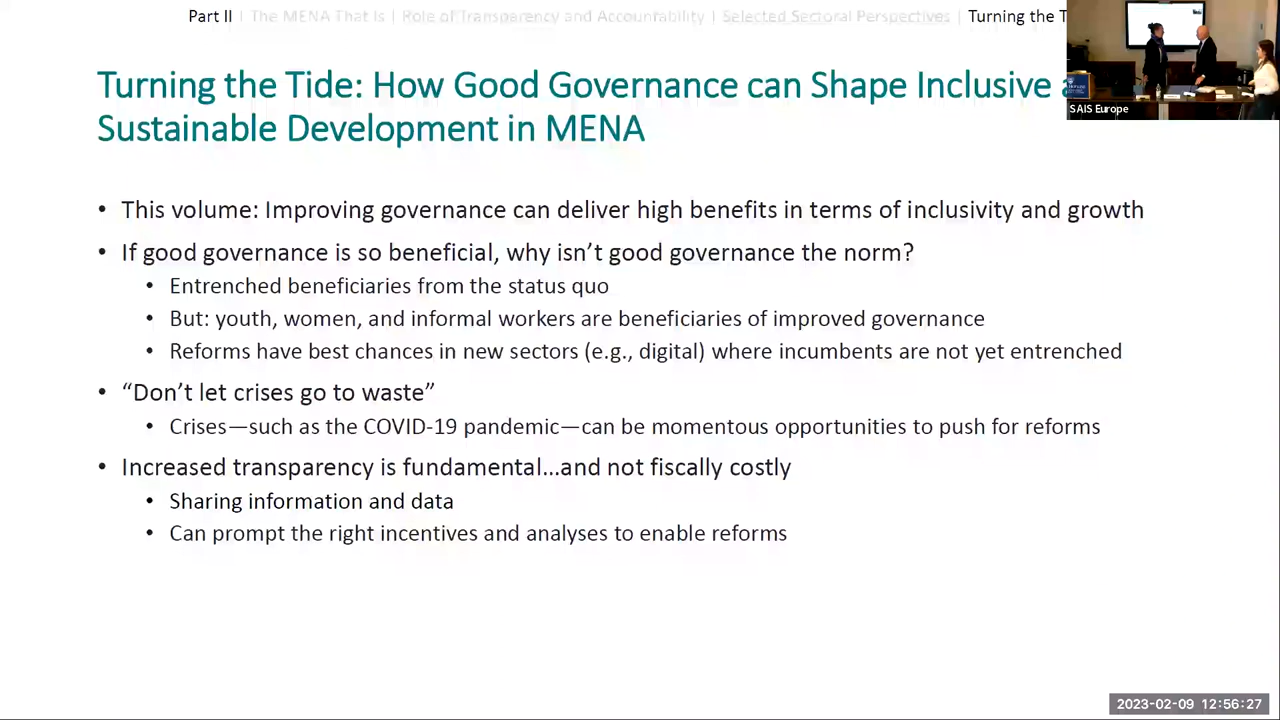 Part II | The MENA That Is | Role of Transparency and Accountability | Selected Sectoral Perspectives | Turning the T
Turning the Tide: How Good Governance can Shape Inclusive
Sustainable Development in MENA
SAIS Europe
• This volume: Improving governance can deliver high benefits in terms of inclusivity and growth
• If good governance is so beneficial, why isn’t good governance the norm?
• Entrenched beneficiaries from the status quo
• But: youth, women, and informal workers are beneficiaries of improved governance
• Reforms have best chances in new sectors (e.g., digital) where incumbents are not yet entrenched
• “Don’t let crises go to waste”
• Crises—such as the COVID-19 pandemic—can be momentous opportunities to push for reforms
• Increased transparency is fundamental…and not fiscally costly
• Sharing information and data
• Can prompt the right incentives and analyses to enable reforms
2023-02-09 12:56:27